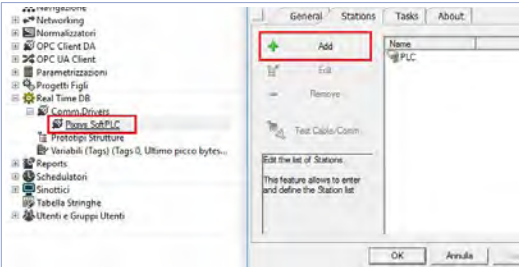 Navigazione
Networking
Normalizzatori
OPC Client DA
OPC UA Client
Parametrizzazioni
Progetti Figli
Real Time DB
Comm.Drivers
SoftPLC
Prototipi Strutture
Variabili (Tags) (Tags 0, Ultimo picco bytes...
Reports
Schedulatori
Sinottici
Tabella Stringhe
Utenti e Gruppi Utenti
General Stations Tasks About
Add
Edit
Remove
Test Cable/Comm.
Edit the list of Stations.
This feature allows to enter
and define the Station list
Name
PLC
OK Annulla